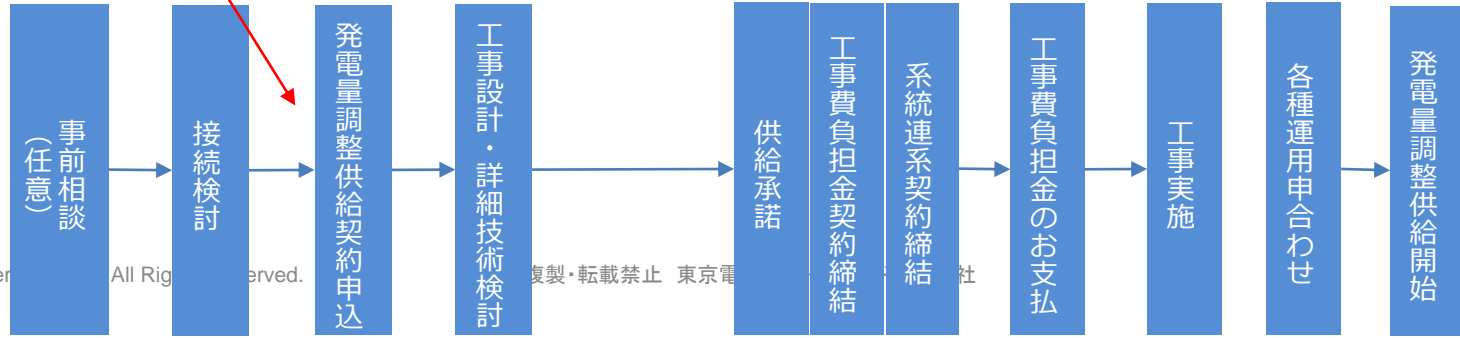 事前相談
（任意）
接続検討
発電量調整供給契約申込
工事設計・詳細技術検討
供給承諾
工事費負担金契約締結
系統連系契約締結
工事費負担金のお支払
工事実施
各種運用申合わせ
発電量調整供給開始
All Rig erved. 複製・転載禁止 東京電 社